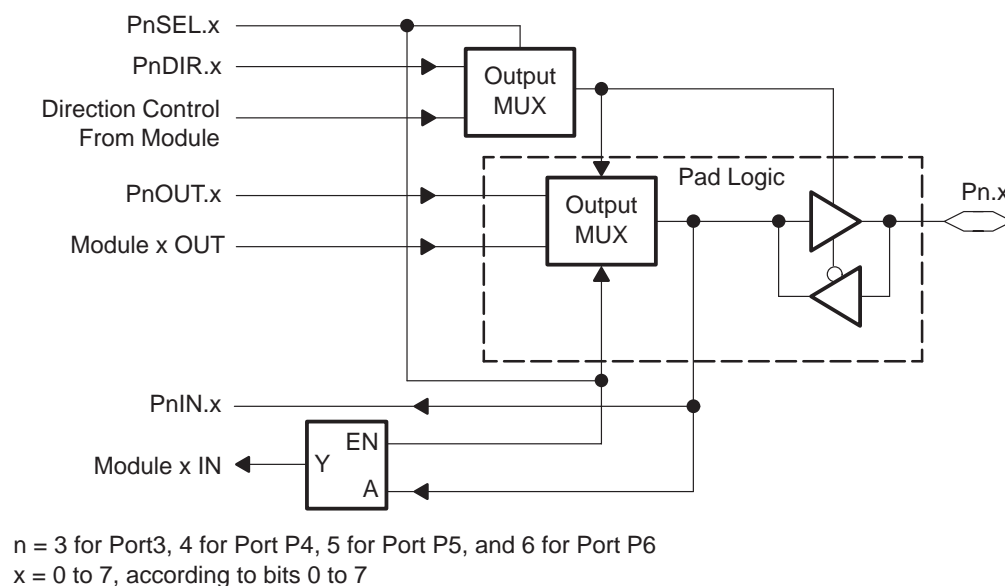 PnSEL.x
PnDIR.x
Direction Control
From Module
Output
MUX
Pad Logic
PnOUT.x
Module x OUT
Output
MUX
Pn.x
PnIN.x
Module x IN
Y
EN
A
n = 3 for Port3, 4 for Port P4, 5 for Port P5, and 6 for Port P6
x = 0 to 7, according to bits 0 to 7